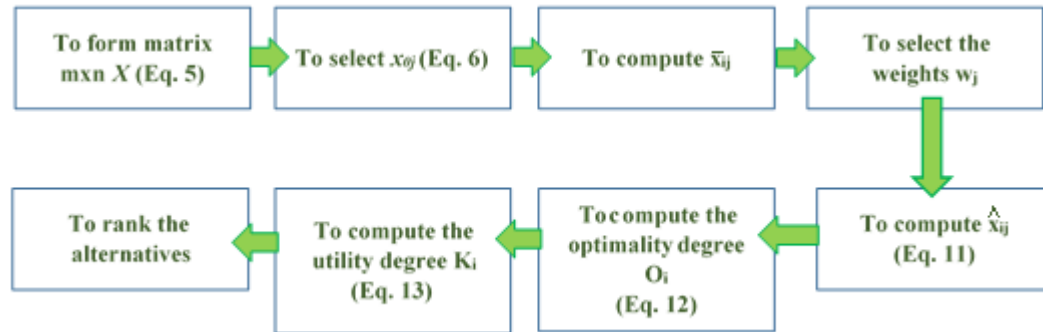 To form matrix
mxn X (Eq. 5)
To select x₀ⱼ (Eq. 6)
To compute x̄ᵢⱼ
To select the
weights wⱼ
To compute x̂ᵢⱼ
(Eq. 11)
Toc ompute the
optimality degree
Oᵢ
(Eq. 12)
To compute the
utility degree Kᵢ
(Eq. 13)
To rank the
alternatives